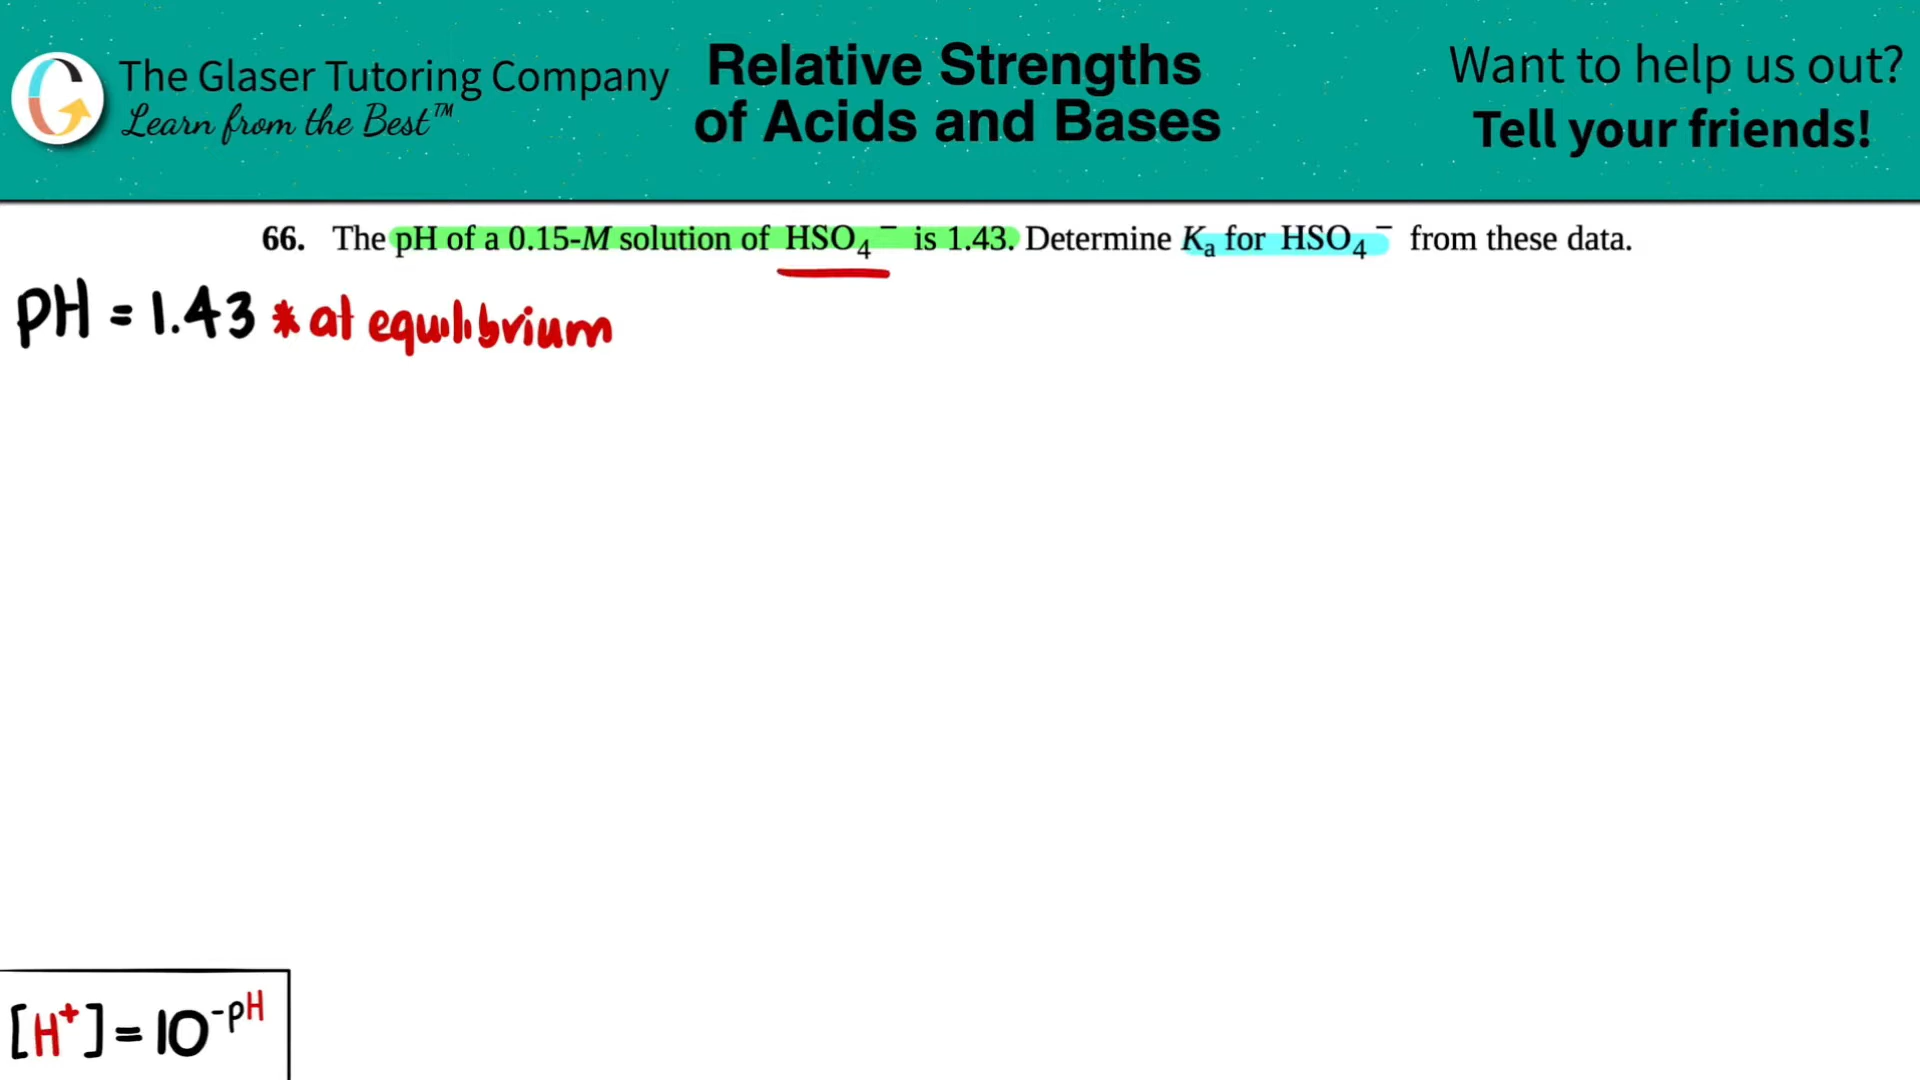 The Glaser Tutoring Company
Learn from the Best™
Relative Strengths
of Acids and Bases
Want to help us out?
Tell your friends!
66. The pH of a 0.15-M solution of HSO₄⁻ is 1.43. Determine Kₐ for HSO₄⁻ from these data.
pH = 1.43 * at equilibrium
[H⁺] = 10⁻ᵖᴴ